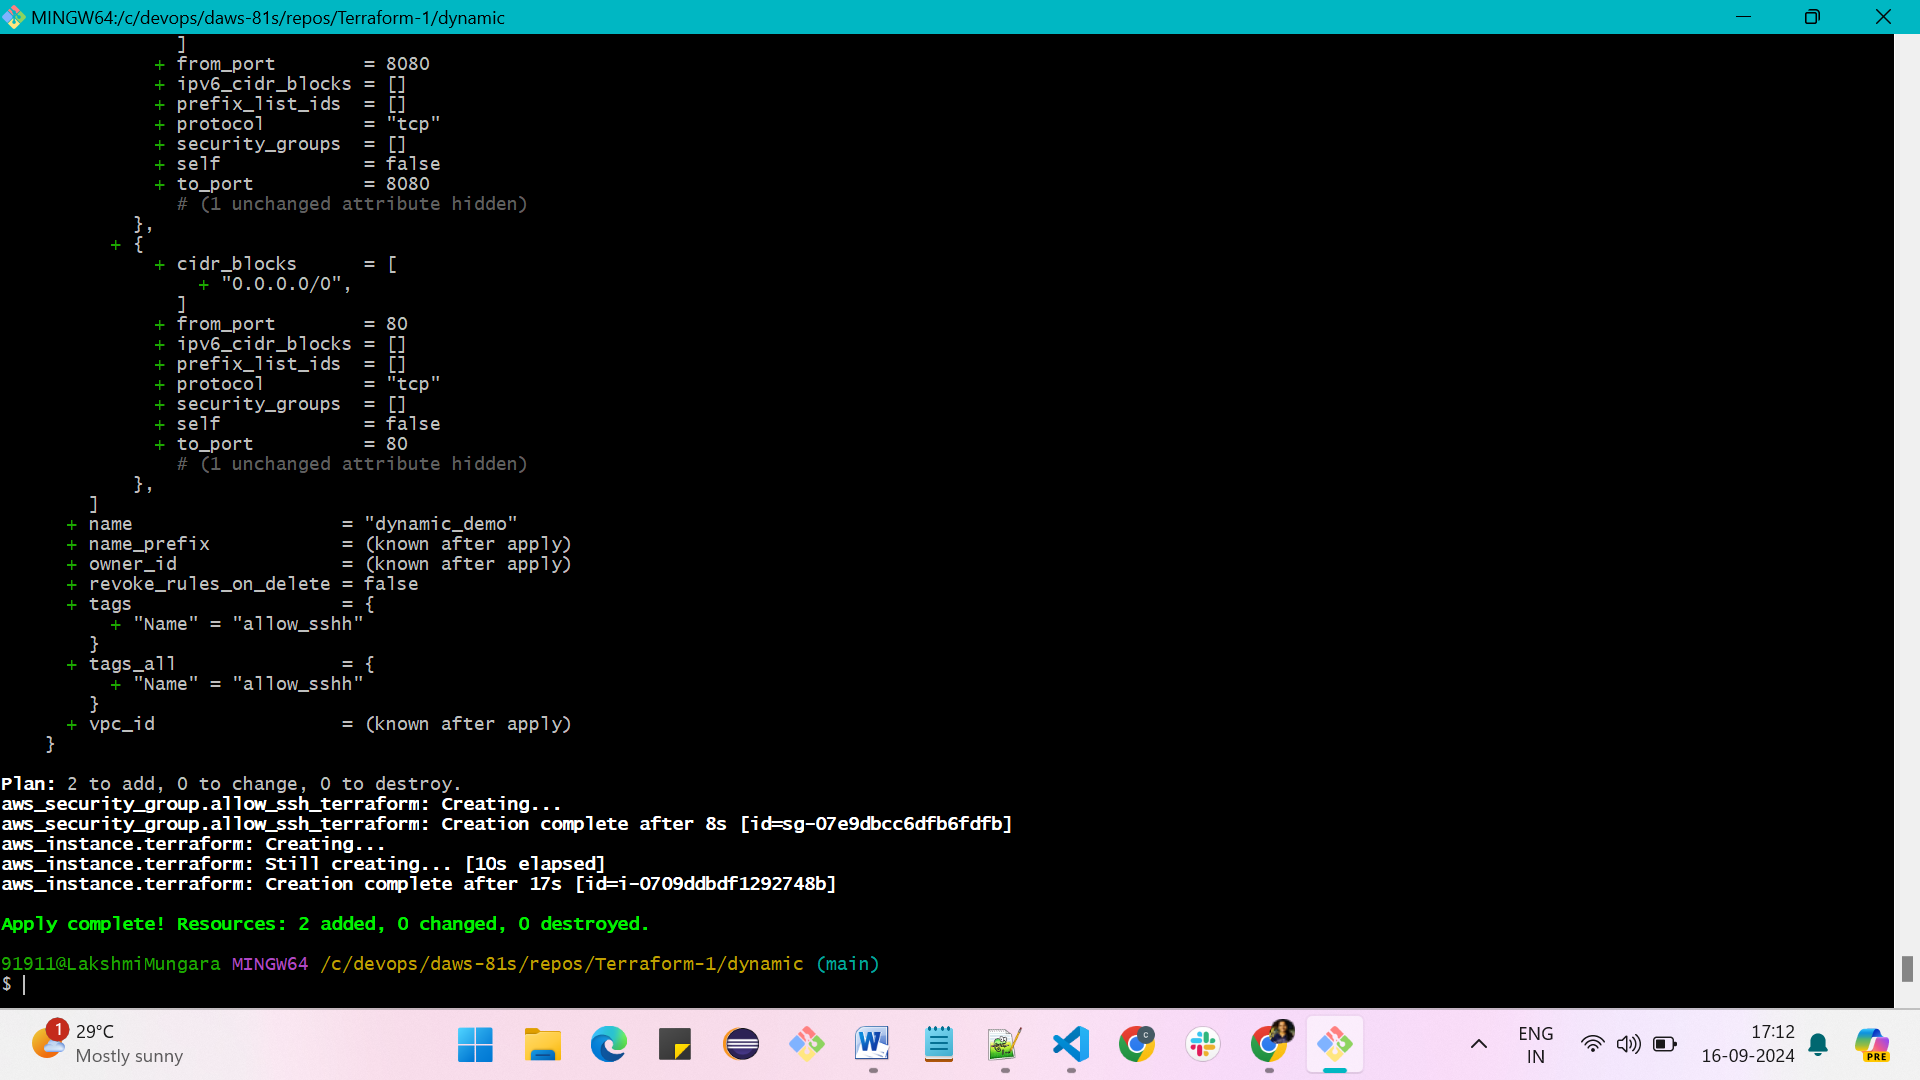 MINGW64:/c/devops/daws-81s/repos/Terraform-1/dynamic
]
+ from_port        = 8080
+ ipv6_cidr_blocks = []
+ prefix_list_ids  = []
+ protocol         = "tcp"
+ security_groups  = []
+ self             = false
+ to_port          = 8080
# (1 unchanged attribute hidden)
},
+ {
+ cidr_blocks      = [
+ "0.0.0.0/0",
]
+ from_port        = 80
+ ipv6_cidr_blocks = []
+ prefix_list_ids  = []
+ protocol         = "tcp"
+ security_groups  = []
+ self             = false
+ to_port          = 80
# (1 unchanged attribute hidden)
},
]
+ name                   = "dynamic_demo"
+ name_prefix            = (known after apply)
+ owner_id               = (known after apply)
+ revoke_rules_on_delete = false
+ tags                   = {
+ "Name" = "allow_sshh"
}
+ tags_all               = {
+ "Name" = "allow_sshh"
}
+ vpc_id                 = (known after apply)
}
Plan: 2 to add, 0 to change, 0 to destroy.
aws_security_group.allow_ssh_terraform: Creating...
aws_security_group.allow_ssh_terraform: Creation complete after 8s [id=sg-07e9dbcc6dfb6fdfb]
aws_instance.terraform: Creating...
aws_instance.terraform: Still creating... [10s elapsed]
aws_instance.terraform: Creation complete after 17s [id=i-0709ddbdf1292748b]
Apply complete! Resources: 2 added, 0 changed, 0 destroyed.
91911@LakshmiMungara MINGW64 /c/devops/daws-81s/repos/Terraform-1/dynamic (main)
$
1
29°C
Mostly sunny
W
C
ENG
IN
17:12
16-09-2024
PRE